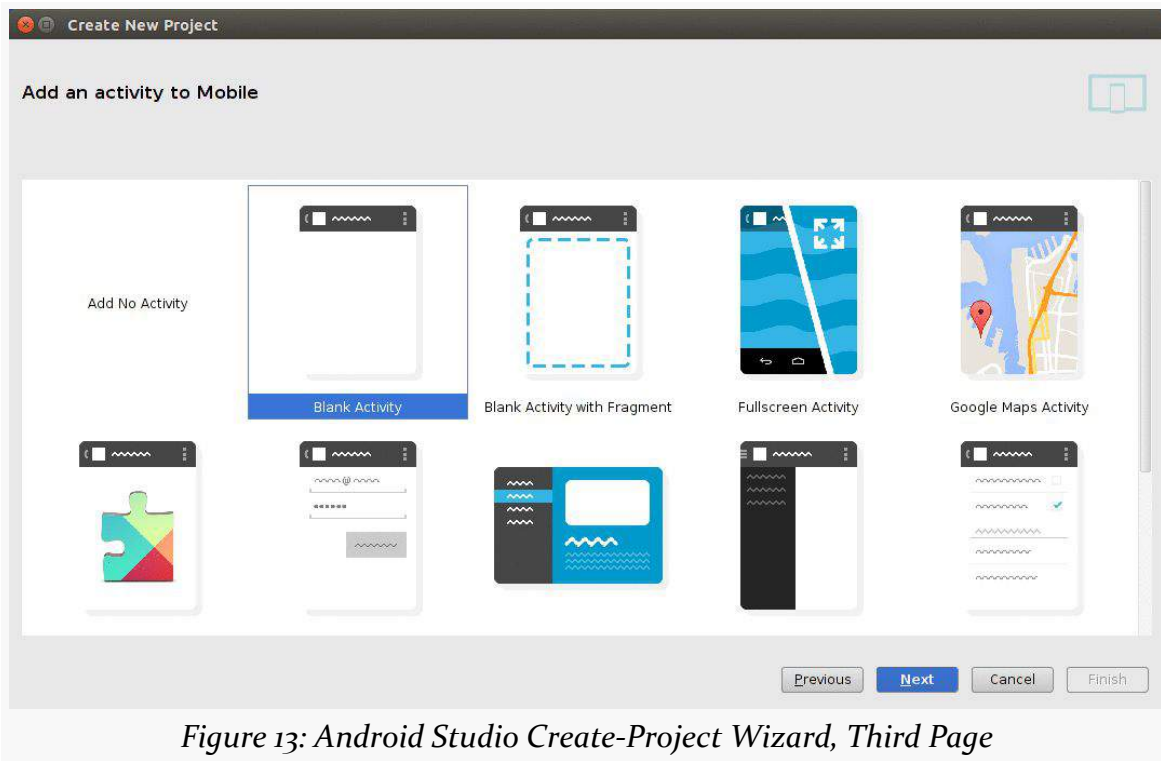 Create New Project
Add an activity to Mobile
Add No Activity
Blank Activity
Blank Activity with Fragment
Fullscreen Activity
Google Maps Activity
Previous
Next
Cancel
Finish
Figure 13: Android Studio Create-Project Wizard, Third Page